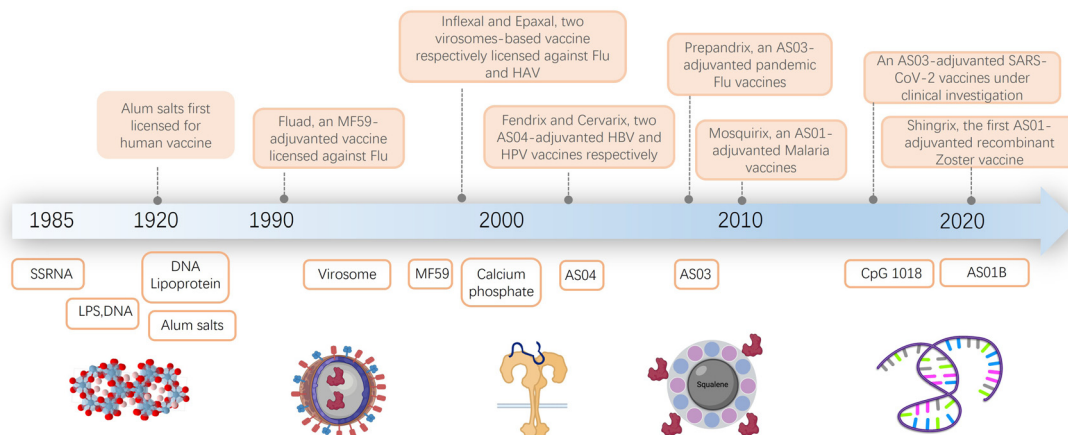 Inflexal and Epaxal, two
virosomes-based vaccine
respectively licensed against Flu
and HAV
Prepandrix, an AS03-
adjuvanted pandemic
Flu vaccines
An AS03-adjuvanted SARS-
CoV-2 vaccines under
clinical investigation
Alum salts first
licensed for
human vaccine
Fluad, an MF59-
adjuvanted vaccine
licensed against Flu
Fendrix and Cervarix, two
AS04-adjuvanted HBV and
HPV vaccines respectively
Mosquirix, an AS01-
adjuvanted Malaria
vaccines
Shingrix, the first AS01-
adjuvanted recombinant
Zoster vaccine
1985
1920
1990
2000
2010
2020
SSRNA
LPS,DNA
DNA
Lipoprotein
Alum salts
Virosome
MF59
Calcium
phosphate
AS04
AS03
CpG 1018
AS01B
Squalene